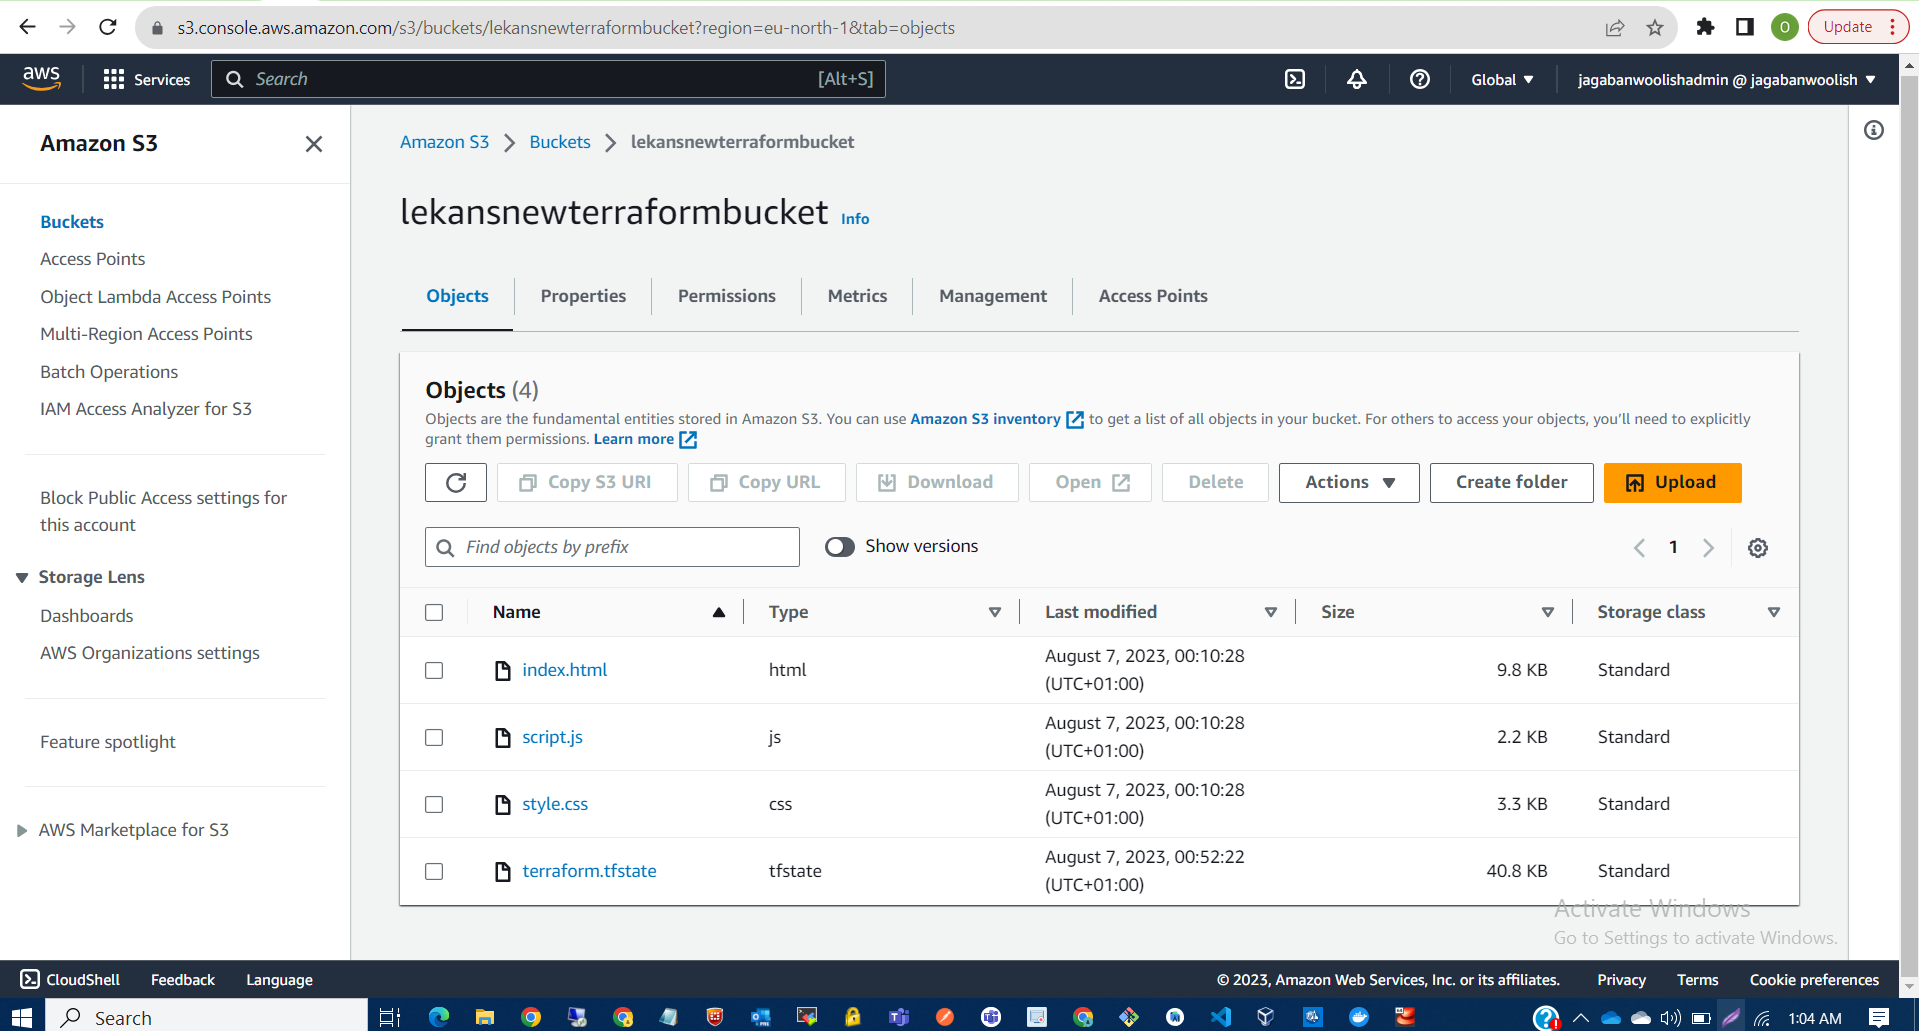 s3.console.aws.amazon.com/s3/buckets/lekansnewterraformbucket?region=eu-north-1&tab=objects
O
Update
aws
Services
Search
[Alt+S]
Global
jagabanwoolishadmin @ jagabanwoolish
Amazon S3
Buckets
Access Points
Object Lambda Access Points
Multi-Region Access Points
Batch Operations
IAM Access Analyzer for S3
Block Public Access settings for
this account
Storage Lens
Dashboards
AWS Organizations settings
Feature spotlight
AWS Marketplace for S3
Amazon S3 > Buckets > lekansnewterraformbucket
lekansnewterraformbucket Info
Objects Properties Permissions Metrics Management Access Points
Objects (4)
Objects are the fundamental entities stored in Amazon S3. You can use Amazon S3 inventory to get a list of all objects in your bucket. For others to access your objects, you'll need to explicitly
grant them permissions. Learn more
Copy S3 URI Copy URL Download Open Delete Actions Create folder Upload
Find objects by prefix Show versions 1
Name Type Last modified Size Storage class
index.html html August 7, 2023, 00:10:28 9.8 KB Standard
(UTC+01:00)
script.js js August 7, 2023, 00:10:28 2.2 KB Standard
(UTC+01:00)
style.css css August 7, 2023, 00:10:28 3.3 KB Standard
(UTC+01:00)
terraform.tfstate tfstate August 7, 2023, 00:52:22 40.8 KB Standard
(UTC+01:00)
Activate Windows
Go to Settings to activate Windows.
CloudShell Feedback Language © 2023, Amazon Web Services, Inc. or its affiliates. Privacy Terms Cookie preferences
Search 1:04 AM